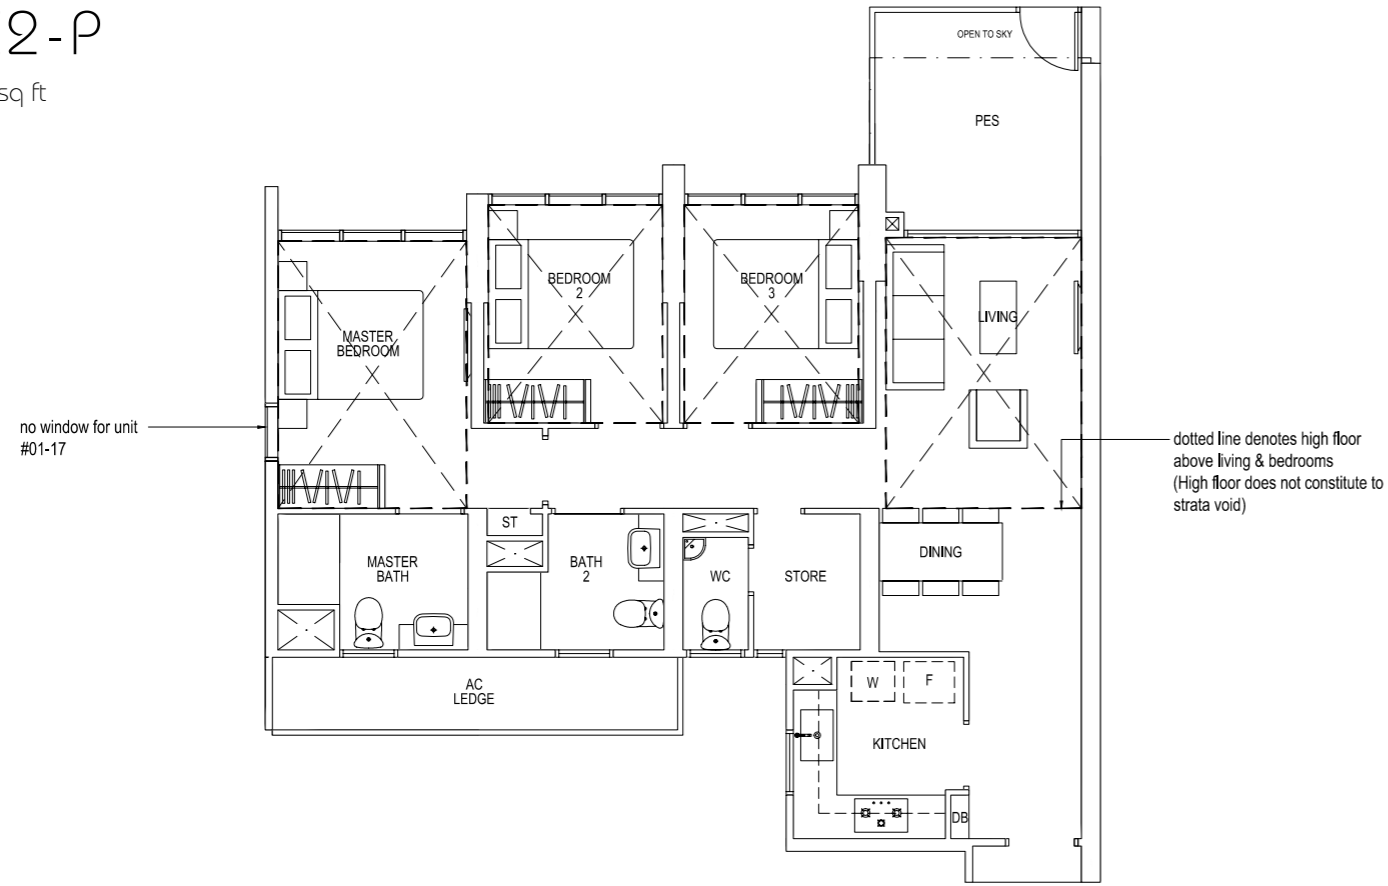 2-P
sq ft
OPEN TO SKY
PES
BEDROOM
2
BEDROOM
3
LIVING
MASTER
BEDROOM
no window for unit
#01-17
dotted line denotes high floor
above living & bedrooms
(High floor does not constitute to
strata void)
ST
MASTER
BATH
BATH
2
WC
STORE
DINING
AC
LEDGE
W
F
KITCHEN
DB